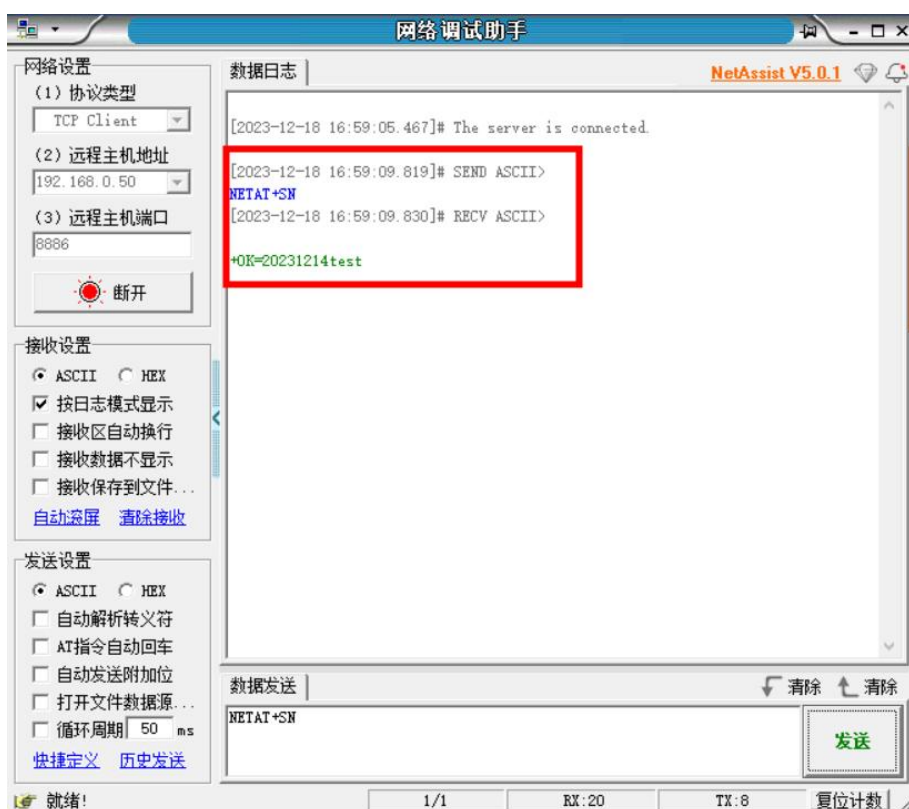 网络调试助手
网络设置
(1) 协议类型
TCP Client
(2) 远程主机地址
192.168.0.50
(3) 远程主机端口
8886
断开
接收设置
ASCII HEX
按日志模式显示
接收区自动换行
接收数据不显示
接收保存到文件...
自动滚屏 清除接收
发送设置
ASCII HEX
自动解析转义符
AT指令自动回车
自动发送附加位
打开文件数据源...
循环周期 50 ms
快捷定义 历史发送
数据日志 NetAssist V5.0.1
[2023-12-18 16:59:05.467]# The server is connected.
[2023-12-18 16:59:09.819]# SEND ASCII>
NETAT+SN
[2023-12-18 16:59:09.830]# RECV ASCII>
+OK=20231214test
数据发送 清除 清除
NETAT+SN
发送
就绪! 1/1 RX:20 TX:8 复位计数